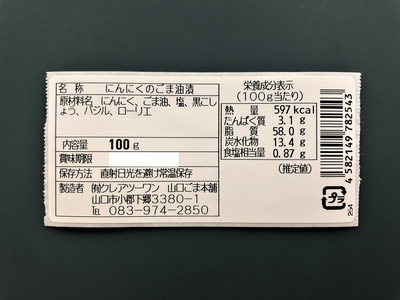 名　称　にんにくのごま油漬
原材料名　にんにく、ごま油、塩、黒こしょう、バジル、ローリエ
内容量　100g
賞味期限
保存方法　直射日光を避け常温保存
製造者　㈲クレアツーワン　山口ごま本舗
山口市小郡下郷3380-1
TEL 083-974-2850
栄養成分表示
(100g当たり)
熱　量　597kcal
たんぱく質　3.1g
脂　質　58.0g
炭水化物　13.4g
食塩相当量　0.87g
(推定値)
4 582149 782543
プラ
264